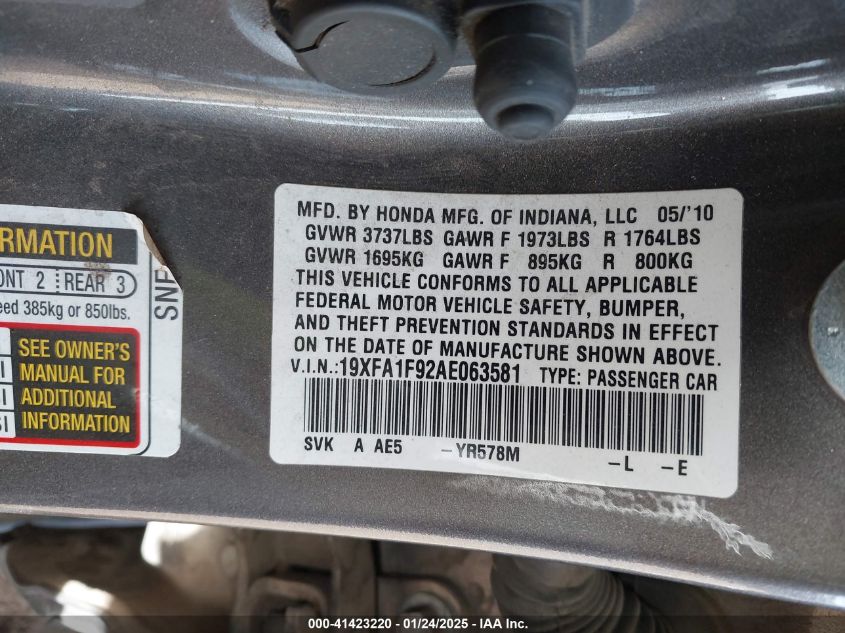 RMATION
ONT 2 REAR 3
eed 385kg or 850lbs.
SEE OWNER'S
MANUAL FOR
ADDITIONAL
INFORMATION
MFD. BY HONDA MFG. OF INDIANA, LLC 05/'10
GVWR 3737LBS GAWR F 1973LBS R 1764LBS
GVWR 1695KG GAWR F 895KG R 800KG
THIS VEHICLE CONFORMS TO ALL APPLICABLE
FEDERAL MOTOR VEHICLE SAFETY, BUMPER,
AND THEFT PREVENTION STANDARDS IN EFFECT
ON THE DATE OF MANUFACTURE SHOWN ABOVE.
V.I.N.:19XFA1F92AE063581 TYPE: PASSENGER CAR
SVK A AE5 -YR578M -L -E
000-41423220 - 01/24/2025 - IAA Inc.